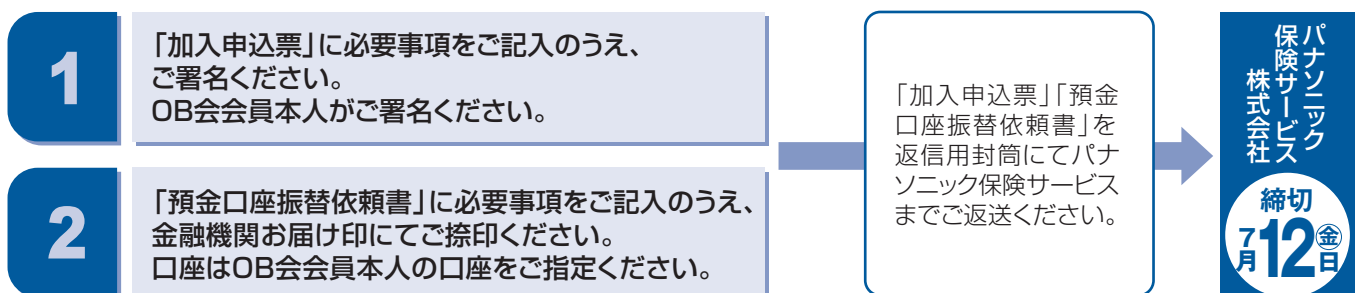 1
「加入申込票」に必要事項をご記入のうえ、
ご署名ください。
OB会会員本人がご署名ください。
2
「預金口座振替依頼書」に必要事項をご記入のうえ、
金融機関お届け印にてご捺印ください。
口座はOB会会員本人の口座をご指定ください。
「加入申込票」「預金
口座振替依頼書」を
返信用封筒にてパナ
ソニック保険サービス
までご返送ください。
パナソニック
保険サービス
株式会社
締切
7月12日㊎